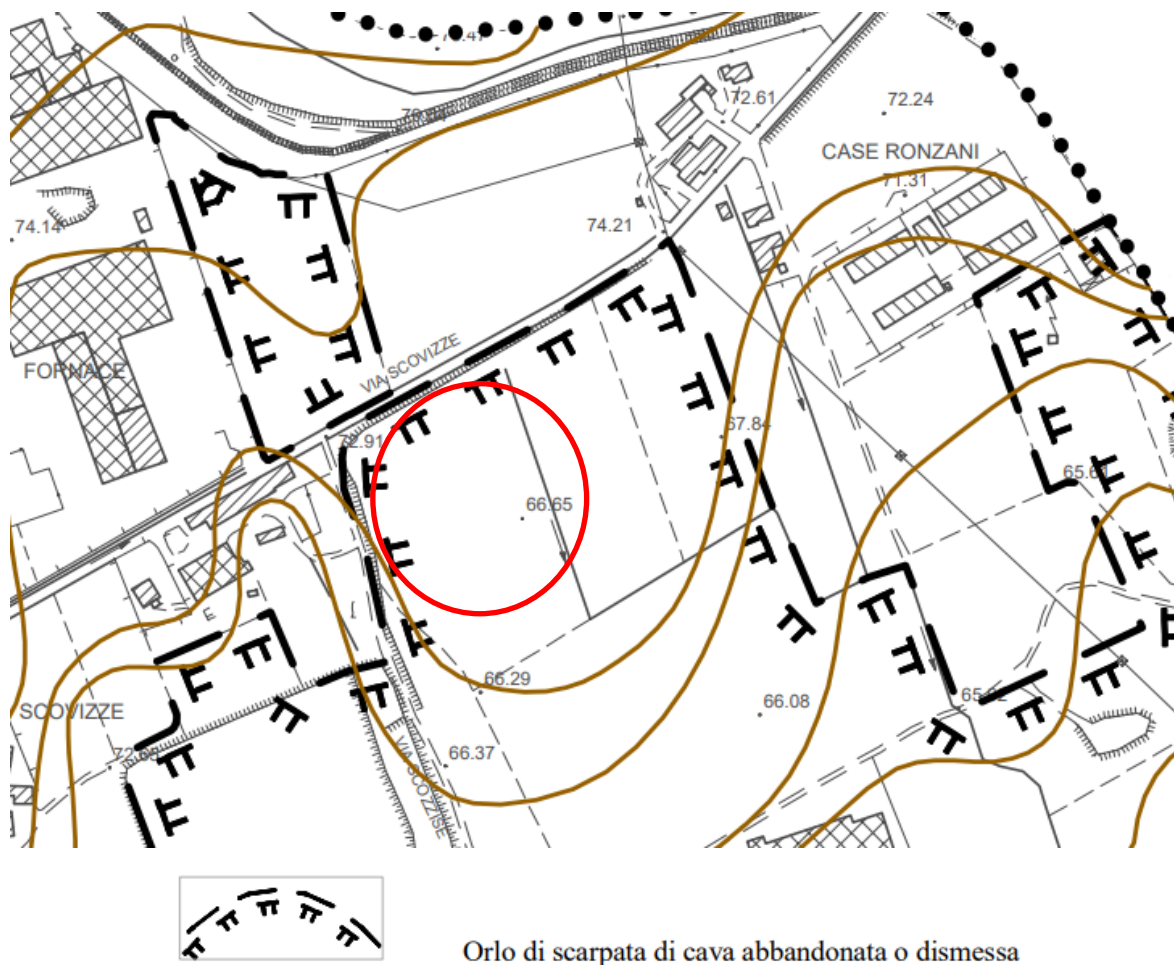 72.61
72.24
CASE RONZANI
71.31
74.14
74.21
VIA SCOVIZZE
FORNACE
72.91
67.84
66.65
65.61
66.29
66.08
SCOVIZZE
66.37
VIA SCOZZISE
Orlo di scarpata di cava abbandonata o dismessa